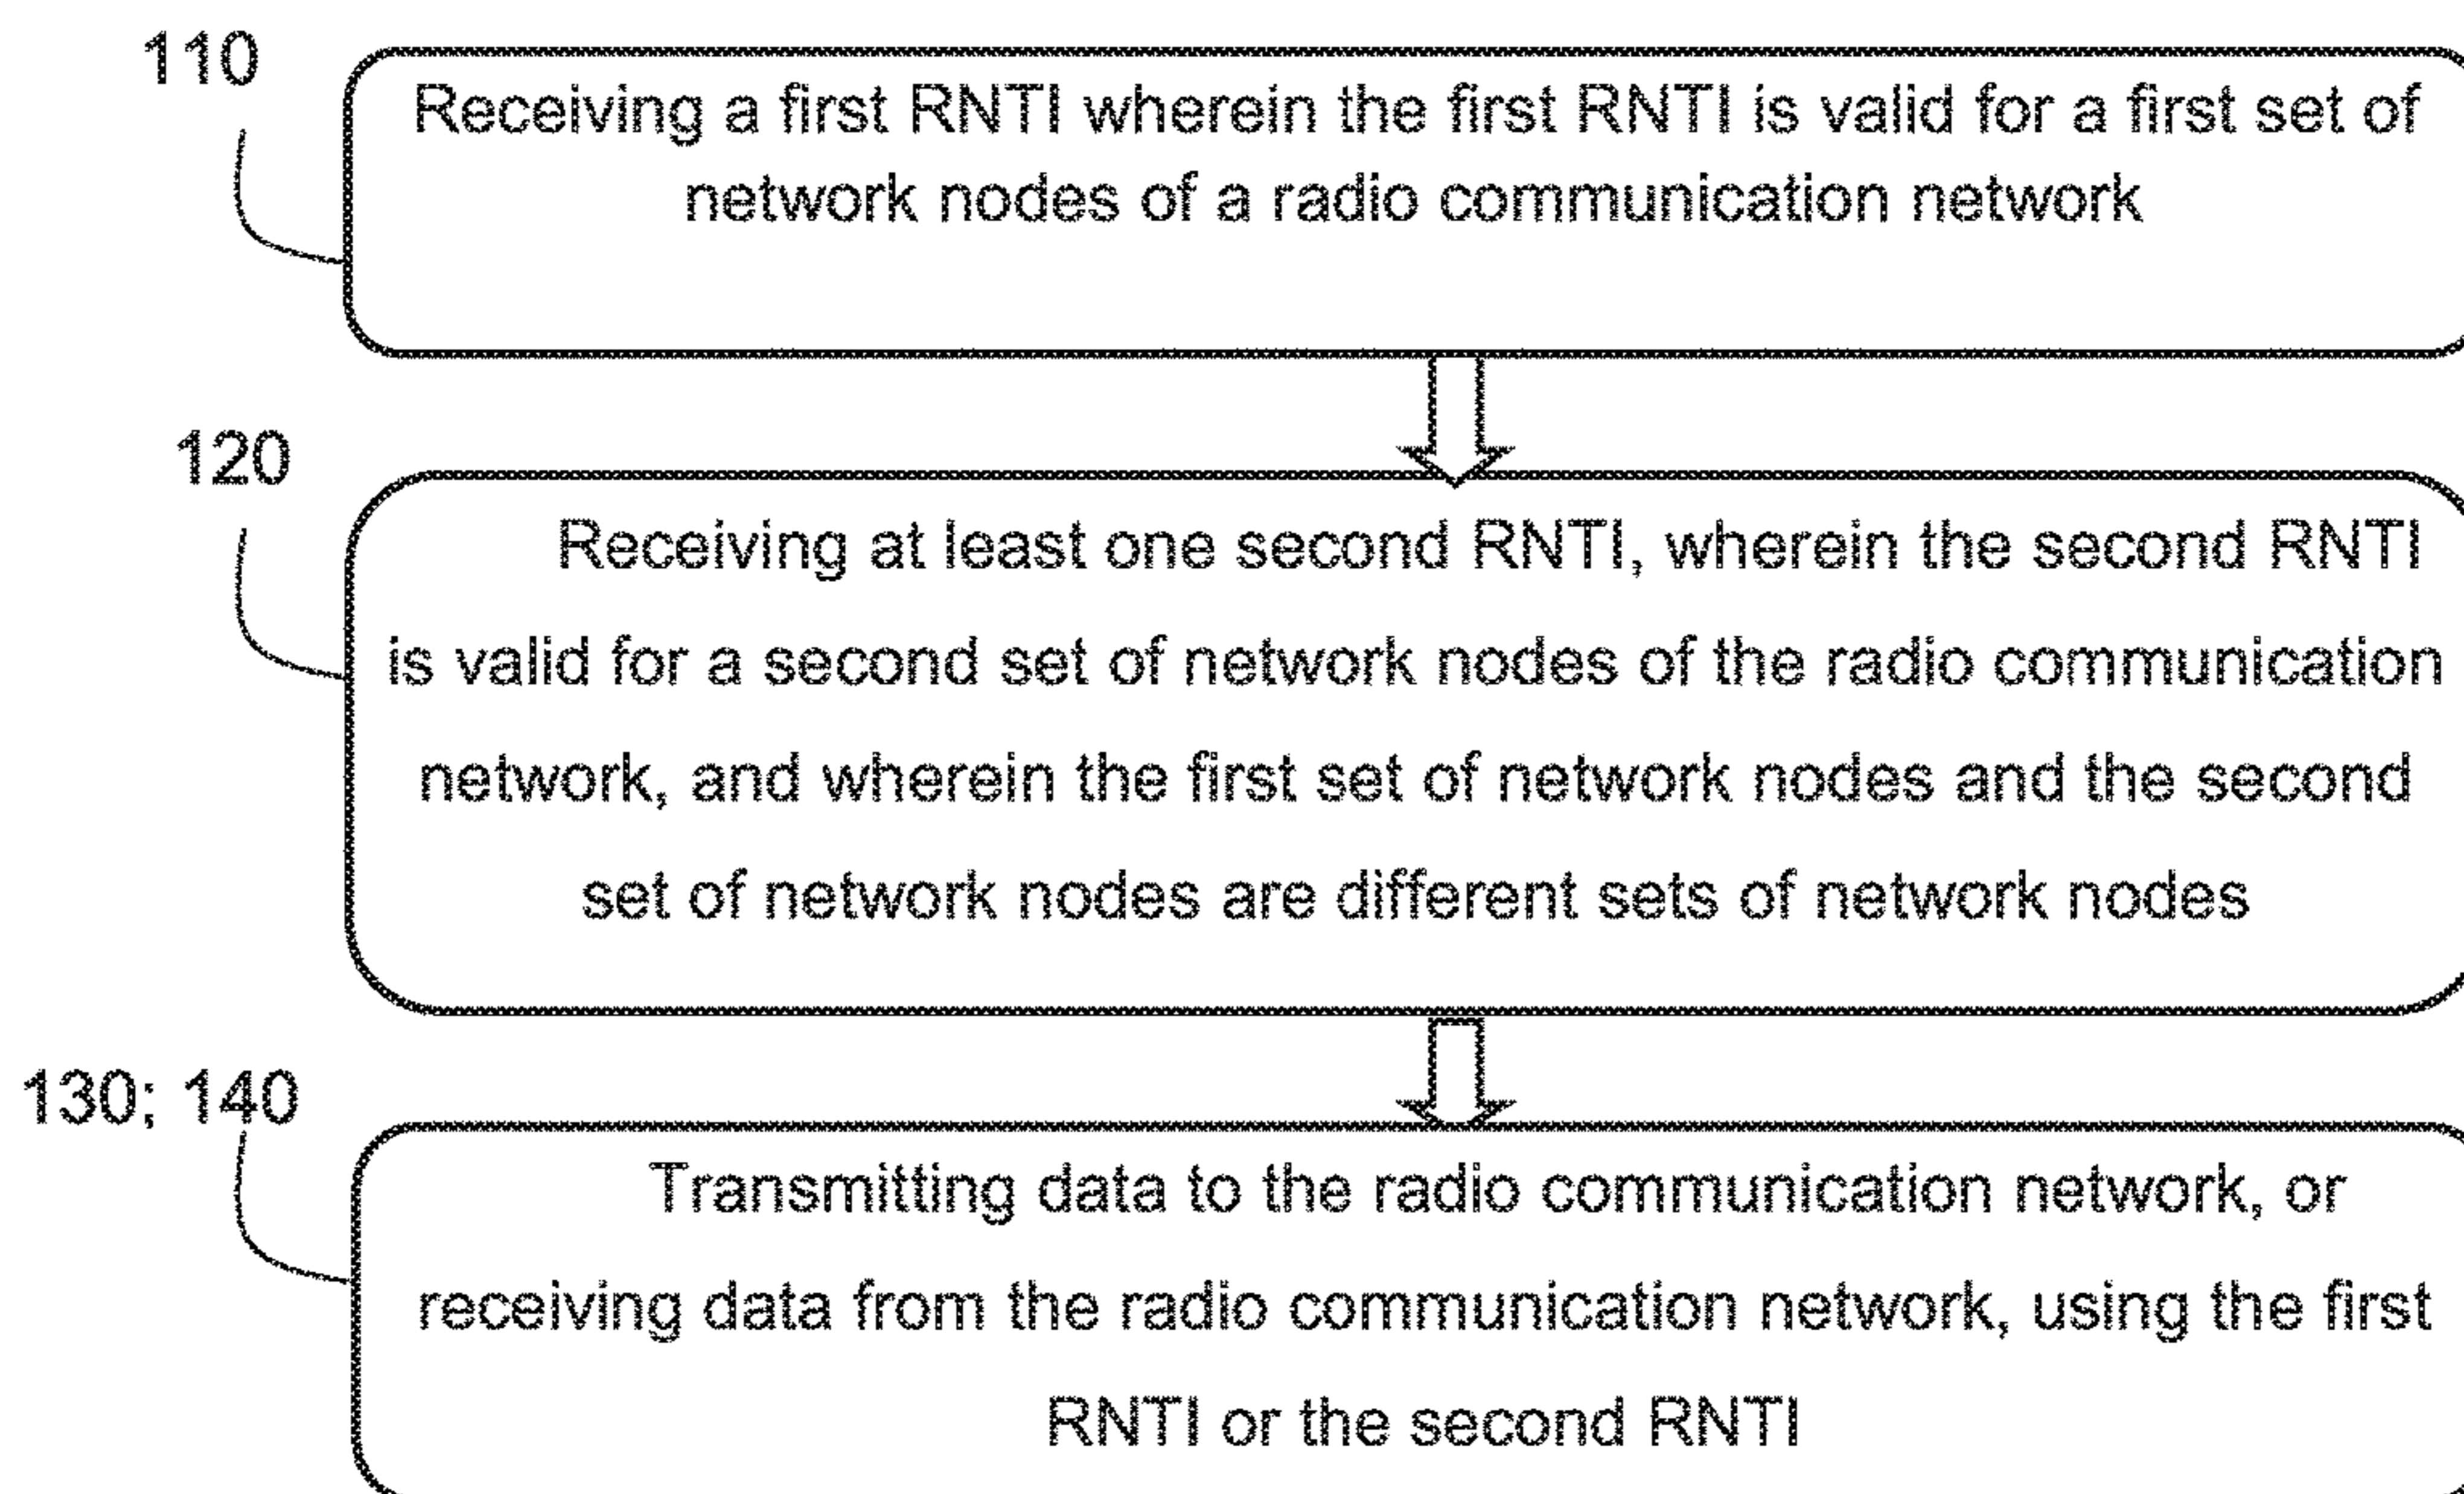 110
Receiving a first RNTI wherein the first RNTI is valid for a first set of
network nodes of a radio communication network
120
Receiving at least one second RNTI, wherein the second RNTI
is valid for a second set of network nodes of the radio communication
network, and wherein the first set of network nodes and the second
set of network nodes are different sets of network nodes
130; 140
Transmitting data to the radio communication network, or
receiving data from the radio communication network, using the first
RNTI or the second RNTI